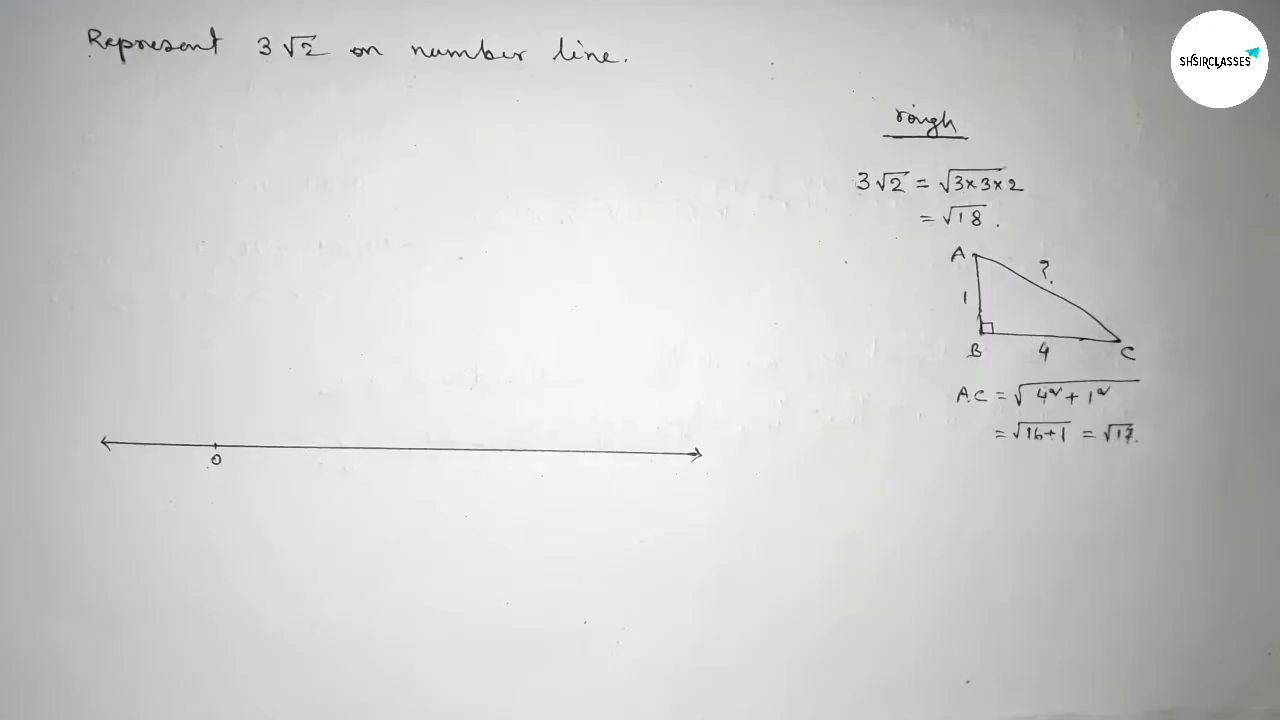 Represent 3√2 on number line.
SHSIRCLASSES
rough
3√2 = √3×3×2
= √18.
A
?.
1
B
4
C
AC = √4²+1²
= √16+1 = √17.
0